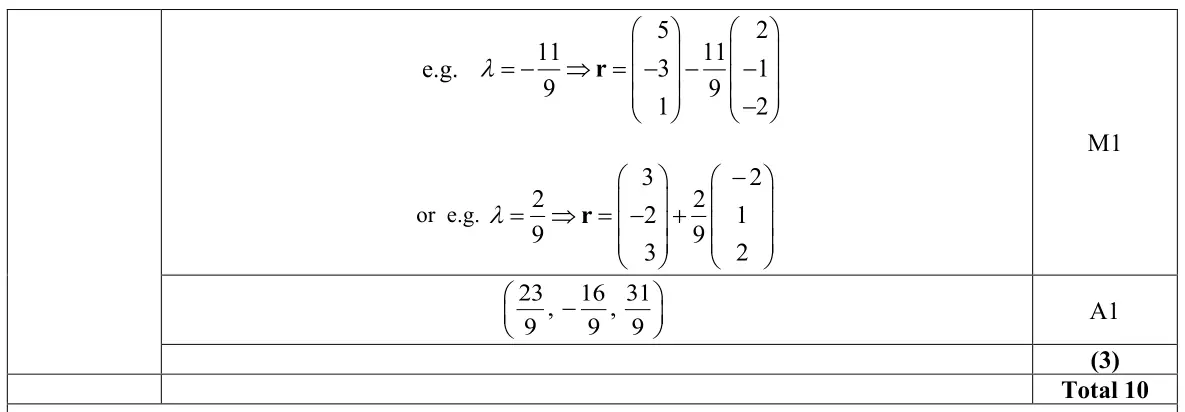 e.g. λ = −11/9 ⇒ r = (5, −3, 1) − 11/9 (2, −1, −2)
M1
or e.g. λ = 2/9 ⇒ r = (3, −2, 3) + 2/9 (−2, 1, 2)
(23/9, −16/9, 31/9)
A1
(3)
Total 10